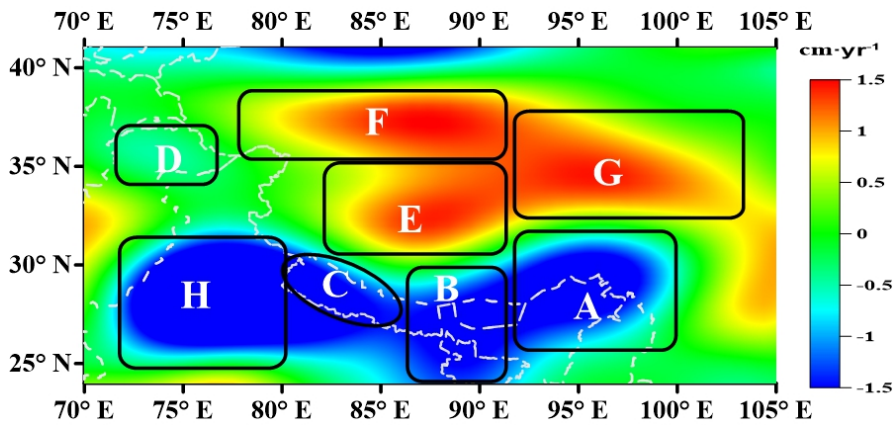 70° E 75° E 80° E 85° E 90° E 95° E 100° E 105° E
cm·yr⁻¹
40° N
1.5
F
1
D
G
35° N
0.5
E
0
30° N
C
B
H
A
-0.5
-1
25° N
-1.5
70° E 75° E 80° E 85° E 90° E 95° E 100° E 105° E